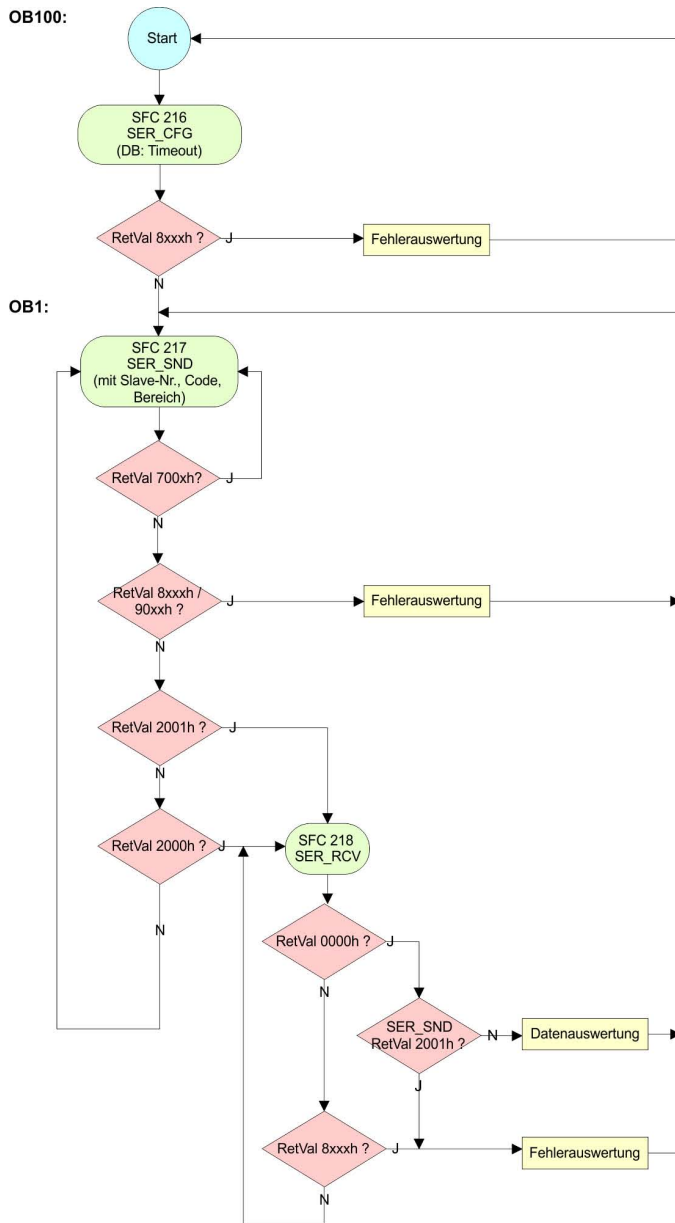 OB100:
Start
SFC 216
SER_CFG
(DB: Timeout)
RetVal 8xxxh ?
J
Fehlerauswertung
N
OB1:
SFC 217
SER_SND
(mit Slave-Nr., Code,
Bereich)
RetVal 700xh?
J
N
RetVal 8xxxh /
90xxh ?
J
Fehlerauswertung
N
RetVal 2001h ?
J
N
RetVal 2000h ?
J
SFC 218
SER_RCV
N
RetVal 0000h ?
J
N
SER_SND
RetVal 2001h ?
N
Datenauswertung
J
RetVal 8xxxh ?
J
Fehlerauswertung
N